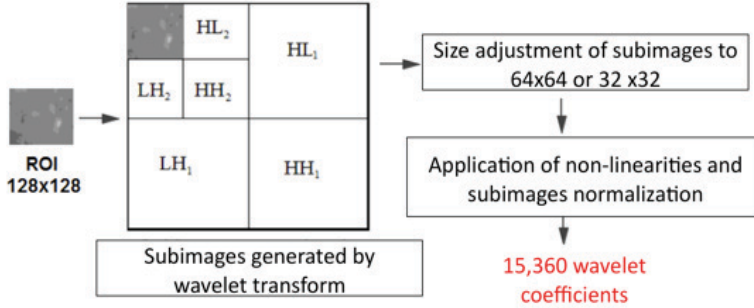 ROI
128x128
HL₂
HL₁
LH₂
HH₂
LH₁
HH₁
Subimages generated by
wavelet transform
Size adjustment of subimages to
64x64 or 32 x32
Application of non-linearities and
subimages normalization
15,360 wavelet
coefficients